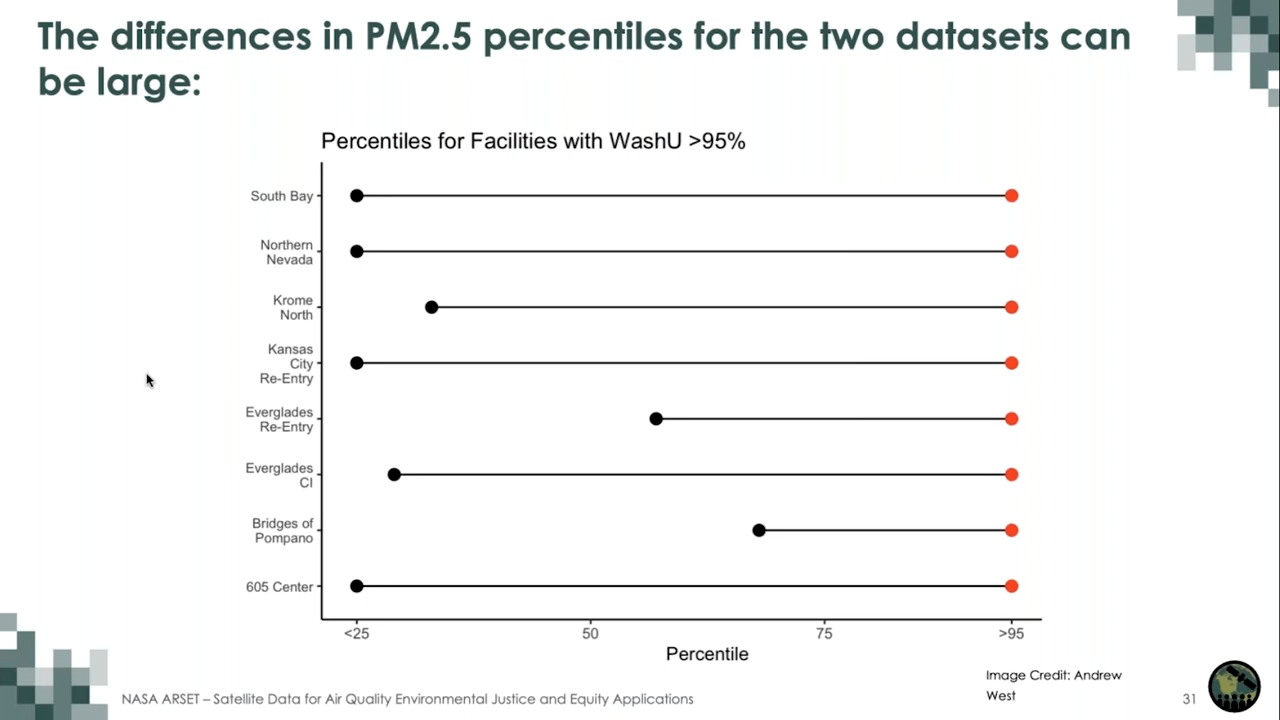 The differences in PM2.5 percentiles for the two datasets can
be large:
Percentiles for Facilities with WashU >95%
South Bay
Northern
Nevada
Krome
North
Kansas
City
Re-Entry
Everglades
Re-Entry
Everglades
CI
Bridges of
Pompano
605 Center
<25 50 75 >95
Percentile
Image Credit: Andrew
West
NASA ARSET – Satellite Data for Air Quality Environmental Justice and Equity Applications
31